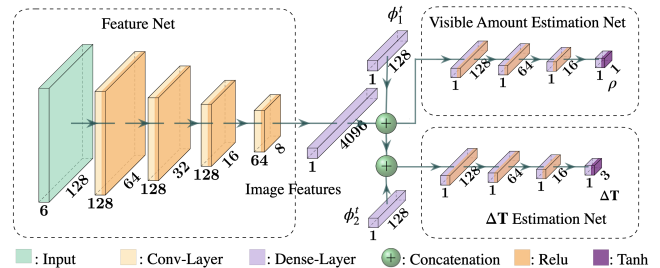 Feature Net
ϕ₁ᵗ
Visible Amount Estimation Net
1 128
1 128
1 64
1 16
1 1
ρ
6 128
128 64
128 32
128 16
64 8
1 4096
Image Features
ϕ₂ᵗ
1 128
1 128
1 64
1 16
1 3
ΔT
ΔT Estimation Net
: Input : Conv-Layer : Dense-Layer : Concatenation : Relu : Tanh